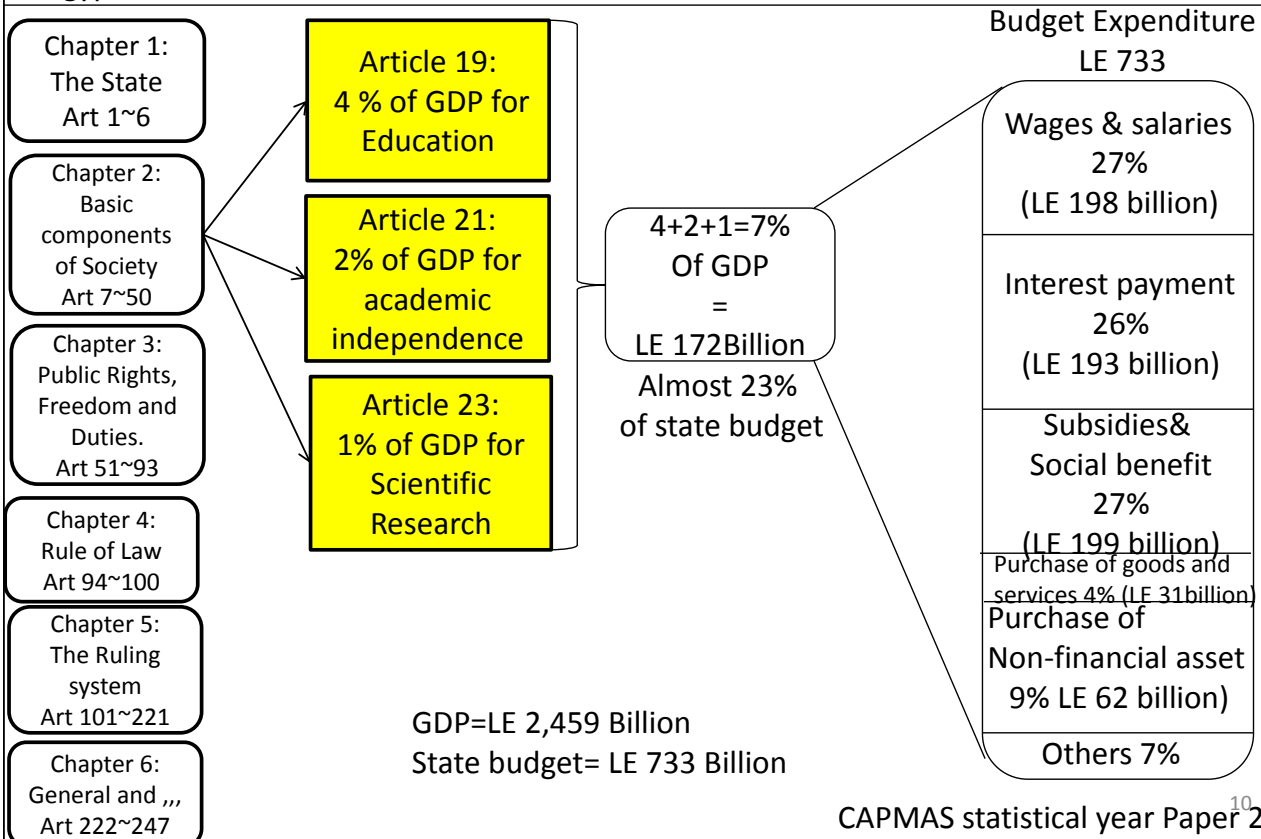 Chapter 1:
The State
Art 1~6
Chapter 2:
Basic
components
of Society
Art 7~50
Chapter 3:
Public Rights,
Freedom and
Duties.
Art 51~93
Chapter 4:
Rule of Law
Art 94~100
Chapter 5:
The Ruling
system
Art 101~221
Chapter 6:
General and ,,,
Art 222~247
Article 19:
4 % of GDP for
Education
Article 21:
2% of GDP for
academic
independence
Article 23:
1% of GDP for
Scientific
Research
4+2+1=7%
Of GDP
=
LE 172Billion
Almost 23%
of state budget
GDP=LE 2,459 Billion
State budget= LE 733 Billion
Budget Expenditure
LE 733
Wages & salaries
27%
(LE 198 billion)
Interest payment
26%
(LE 193 billion)
Subsidies&
Social benefit
27%
(LE 199 billion)
Purchase of goods and
services 4% (LE 31billion)
Purchase of
Non-financial asset
9% LE 62 billion)
Others 7%
10
CAPMAS statistical year Paper 2